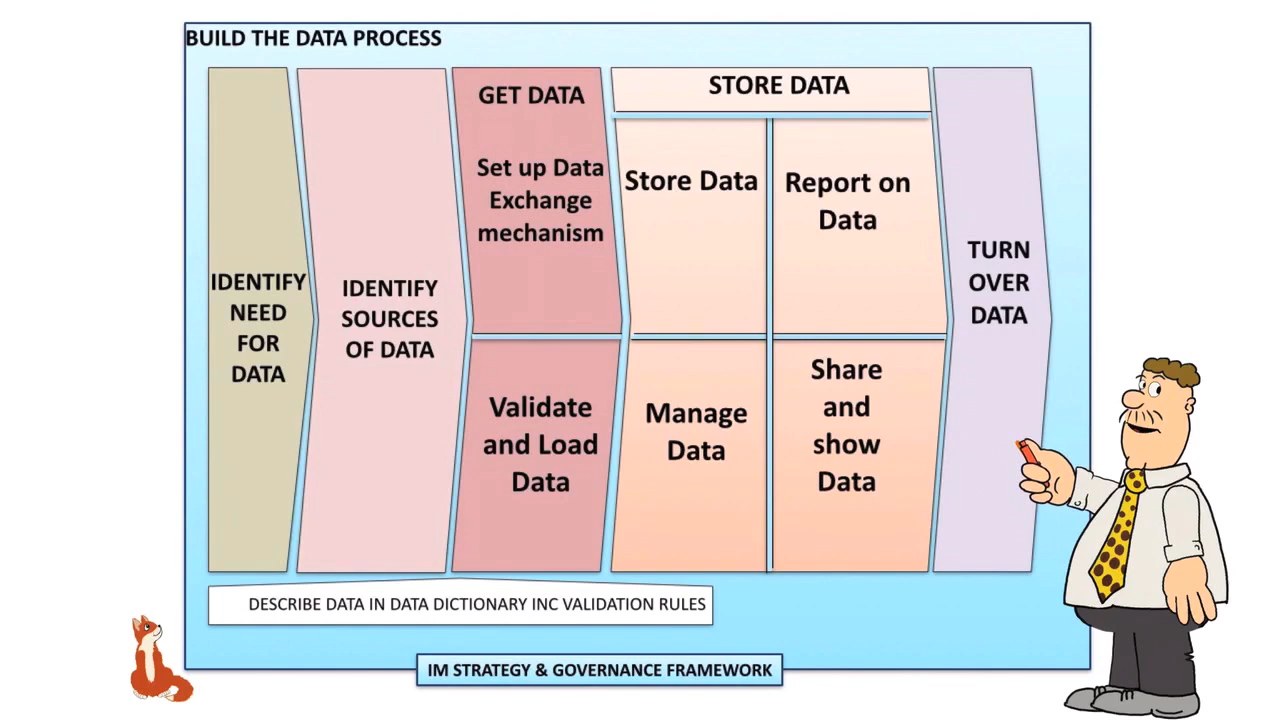 BUILD THE DATA PROCESS
IDENTIFY
NEED
FOR
DATA
IDENTIFY
SOURCES
OF DATA
GET DATA
Set up Data
Exchange
mechanism
Validate
and Load
Data
STORE DATA
Store Data
Report on
Data
Manage
Data
Share
and
show
Data
TURN
OVER
DATA
DESCRIBE DATA IN DATA DICTIONARY INC VALIDATION RULES
IM STRATEGY & GOVERNANCE FRAMEWORK